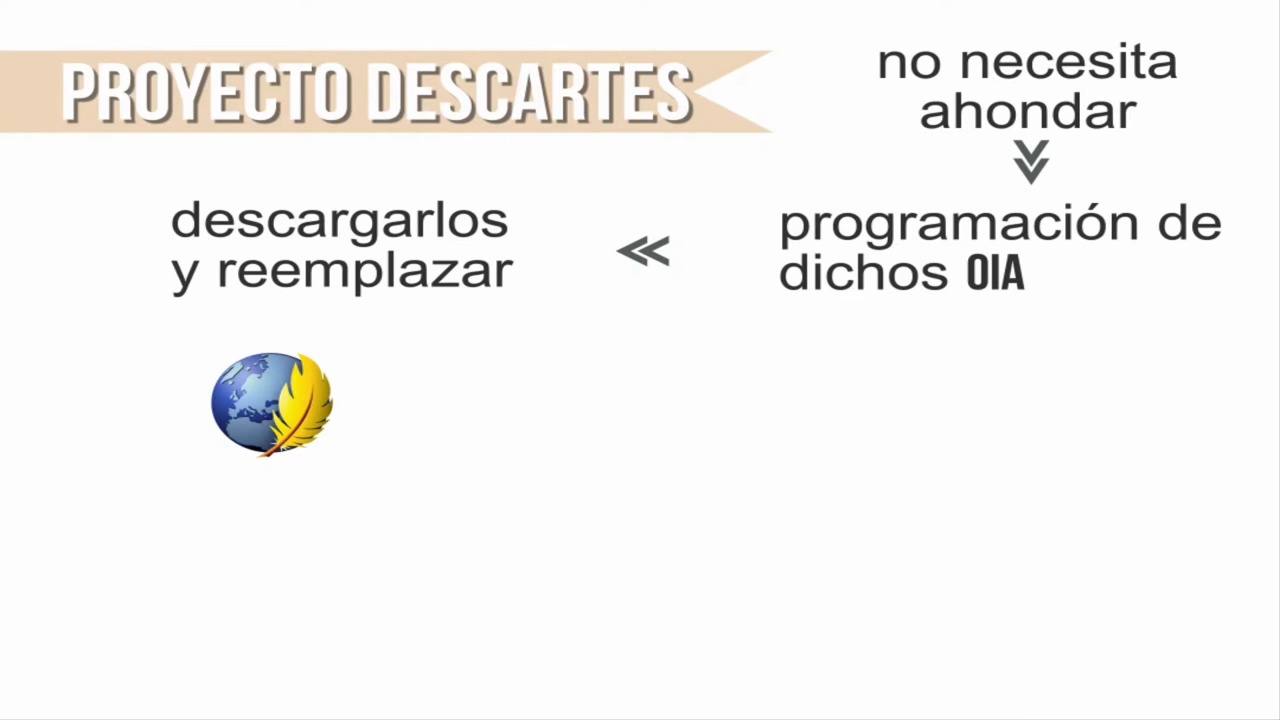 PROYECTO DESCARTES
no necesita
ahondar
programación de
dichos OIA
descargarlos
y reemplazar